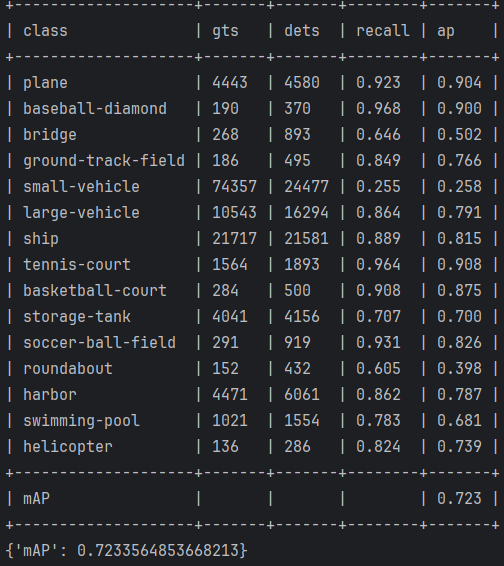 +--------------------+-------+-------+--------+-------+
| class              | gts   | dets  | recall | ap    |
+--------------------+-------+-------+--------+-------+
| plane              | 4443  | 4580  | 0.923  | 0.904 |
| baseball-diamond   | 190   | 370   | 0.968  | 0.900 |
| bridge             | 268   | 893   | 0.646  | 0.502 |
| ground-track-field | 186   | 495   | 0.849  | 0.766 |
| small-vehicle      | 74357 | 24477 | 0.255  | 0.258 |
| large-vehicle      | 10543 | 16294 | 0.864  | 0.791 |
| ship               | 21717 | 21581 | 0.889  | 0.815 |
| tennis-court       | 1564  | 1893  | 0.964  | 0.908 |
| basketball-court   | 284   | 500   | 0.908  | 0.875 |
| storage-tank       | 4041  | 4156  | 0.707  | 0.700 |
| soccer-ball-field  | 291   | 919   | 0.931  | 0.826 |
| roundabout         | 152   | 432   | 0.605  | 0.398 |
| harbor             | 4471  | 6061  | 0.862  | 0.787 |
| swimming-pool      | 1021  | 1554  | 0.783  | 0.681 |
| helicopter         | 136   | 286   | 0.824  | 0.739 |
+--------------------+-------+-------+--------+-------+
| mAP                |       |       |        | 0.723 |
+--------------------+-------+-------+--------+-------+
{'mAP': 0.7233564853668213}